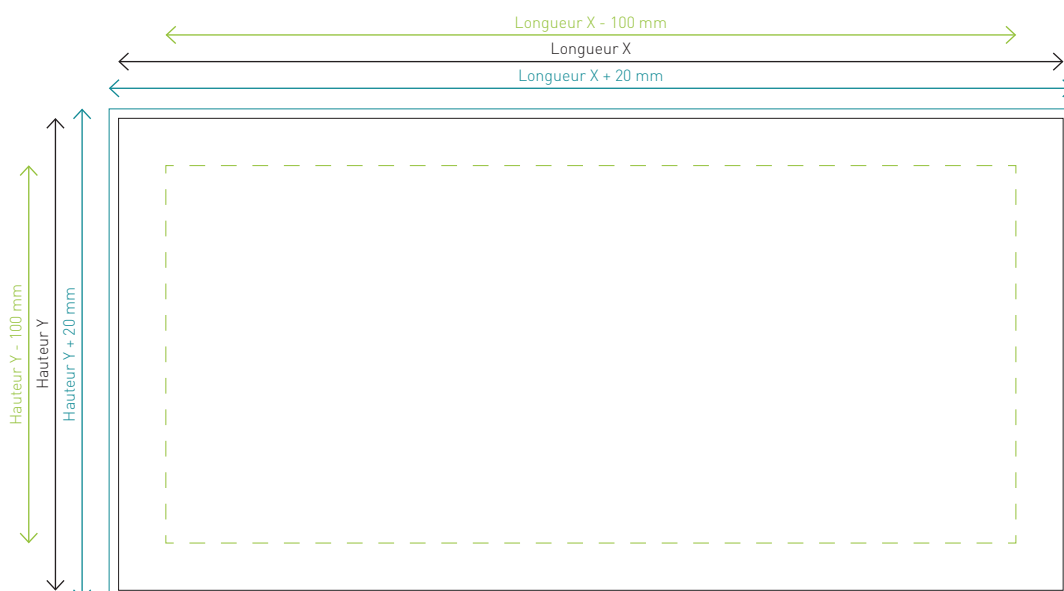 Longueur X - 100 mm
Longueur X
Longueur X + 20 mm
Hauteur Y - 100 mm
Hauteur Y
Hauteur Y + 20 mm